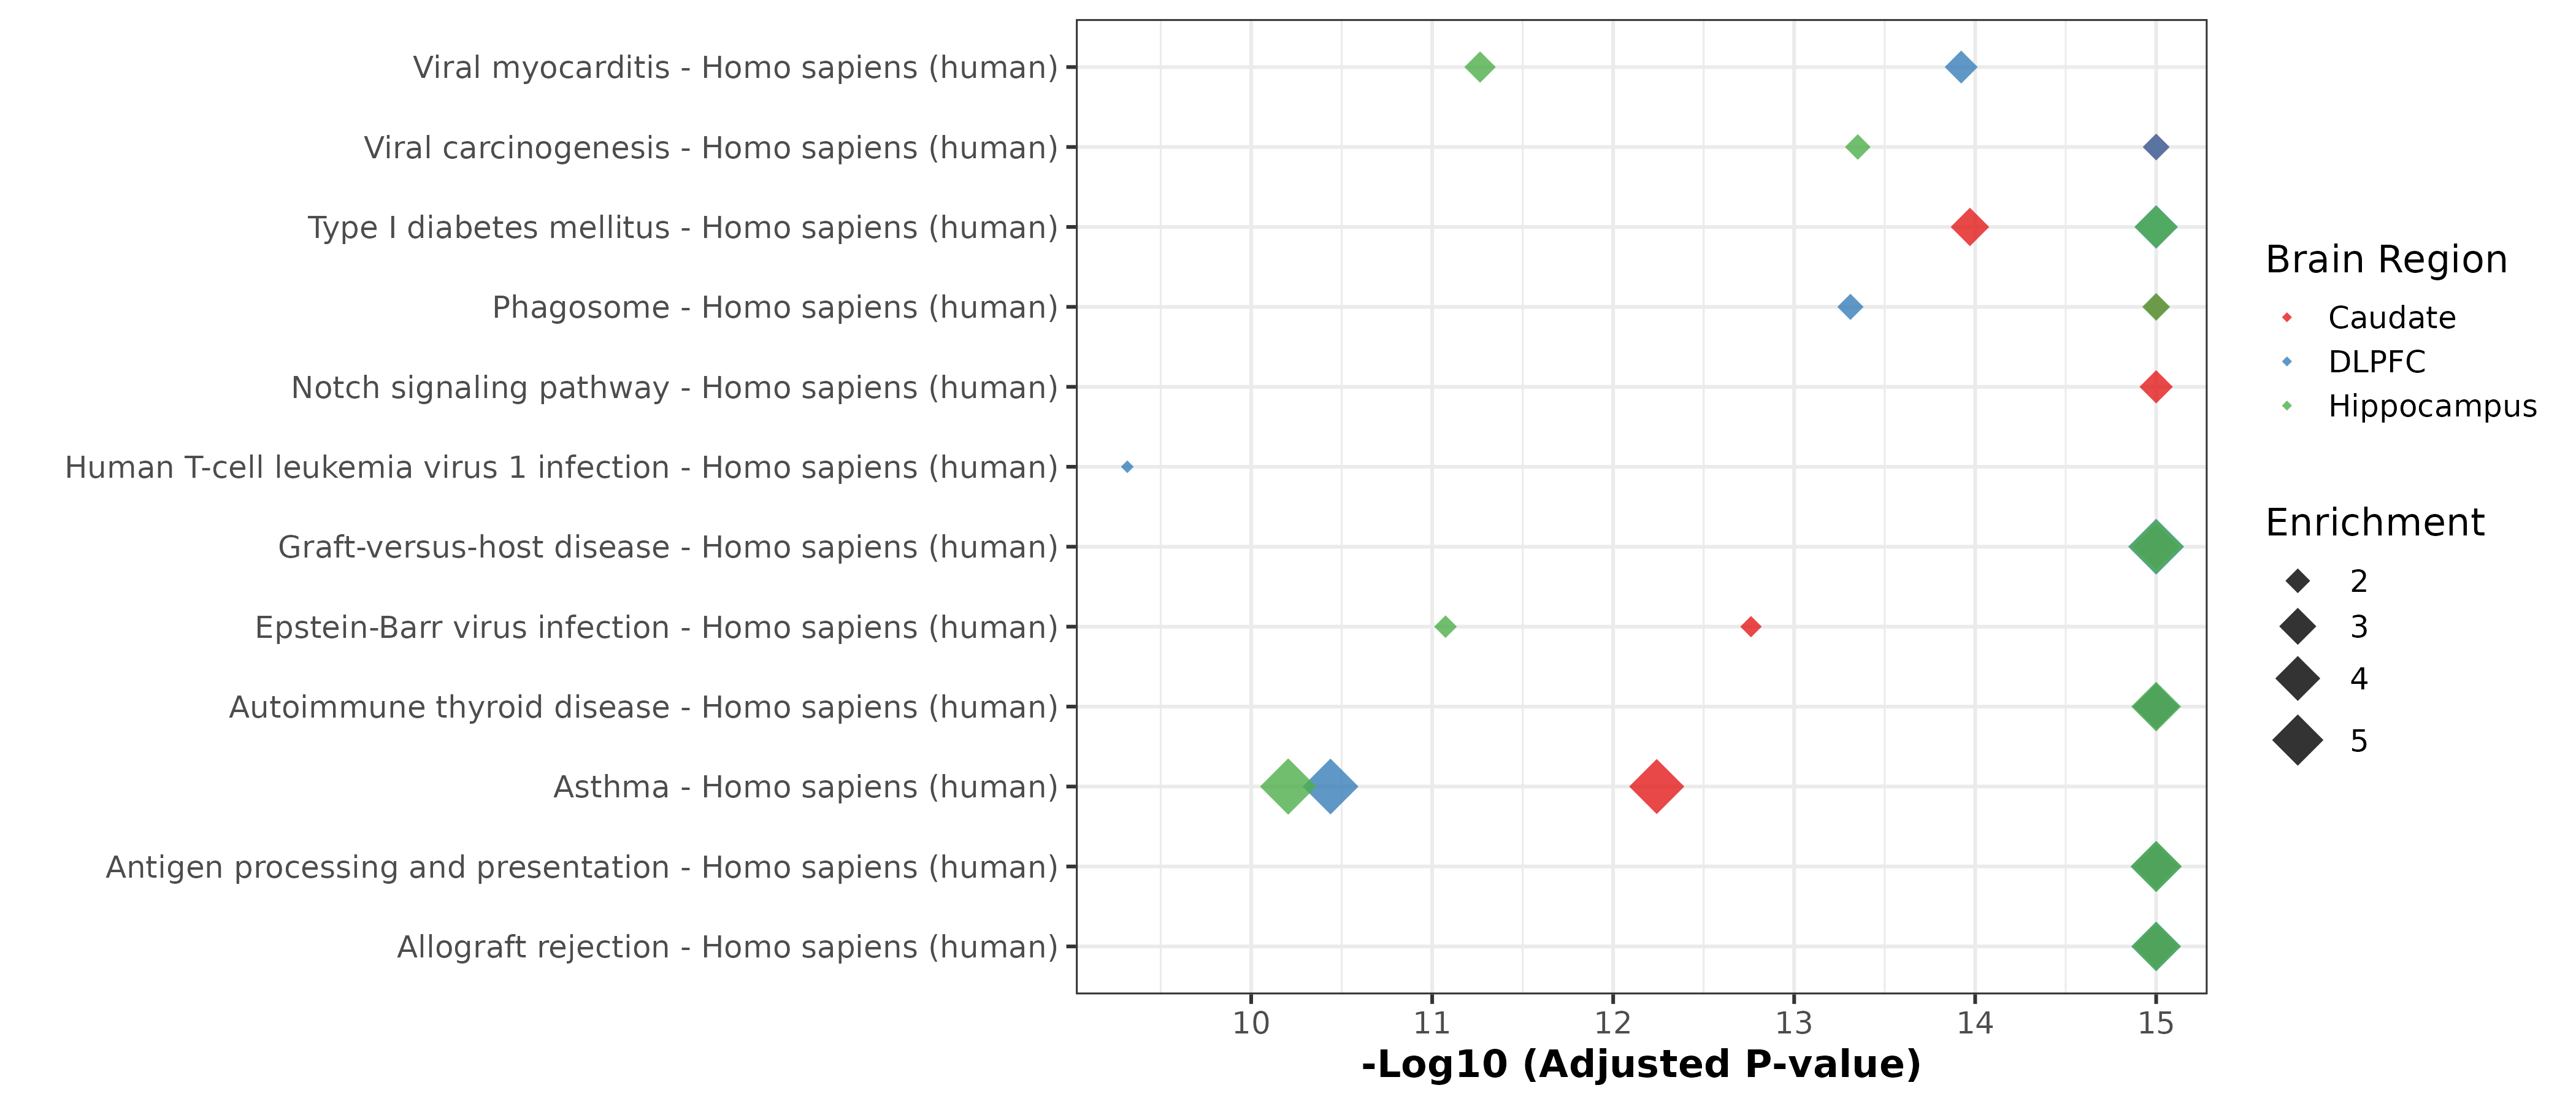 Viral myocarditis - Homo sapiens (human)
Viral carcinogenesis - Homo sapiens (human)
Type I diabetes mellitus - Homo sapiens (human)
Phagosome - Homo sapiens (human)
Notch signaling pathway - Homo sapiens (human)
Human T-cell leukemia virus 1 infection - Homo sapiens (human)
Graft-versus-host disease - Homo sapiens (human)
Epstein-Barr virus infection - Homo sapiens (human)
Autoimmune thyroid disease - Homo sapiens (human)
Asthma - Homo sapiens (human)
Antigen processing and presentation - Homo sapiens (human)
Allograft rejection - Homo sapiens (human)
10 11 12 13 14 15
-Log10 (Adjusted P-value)
Brain Region
Caudate
DLPFC
Hippocampus
Enrichment
2
3
4
5